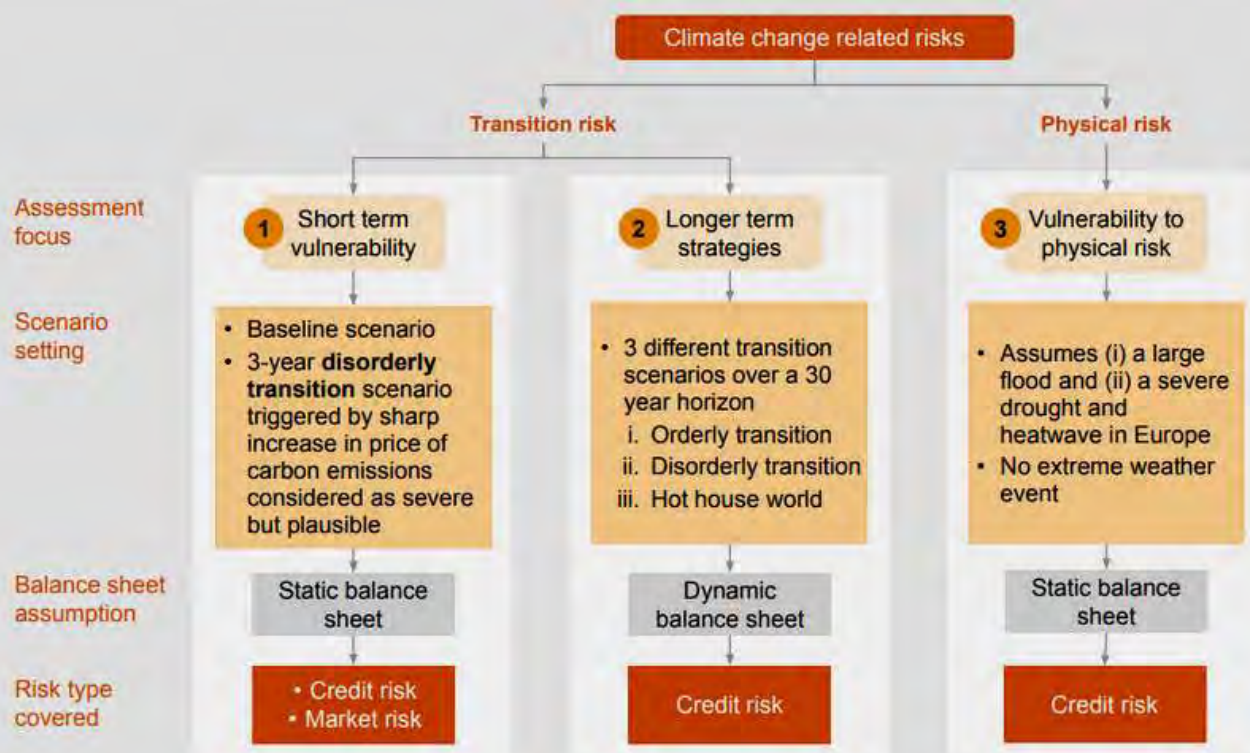 Climate change related risks
Transition risk
Physical risk
Assessment
focus
1
Short term
vulnerability
2
Longer term
strategies
3
Vulnerability to
physical risk
Scenario
setting
• Baseline scenario
• 3-year disorderly
transition scenario
triggered by sharp
increase in price of
carbon emissions
considered as severe
but plausible
• 3 different transition
scenarios over a 30
year horizon
i. Orderly transition
ii. Disorderly transition
iii. Hot house world
• Assumes (i) a large
flood and (ii) a severe
drought and
heatwave in Europe
• No extreme weather
event
Balance sheet
assumption
Static balance
sheet
Dynamic
balance sheet
Static balance
sheet
Risk type
covered
• Credit risk
• Market risk
Credit risk
Credit risk